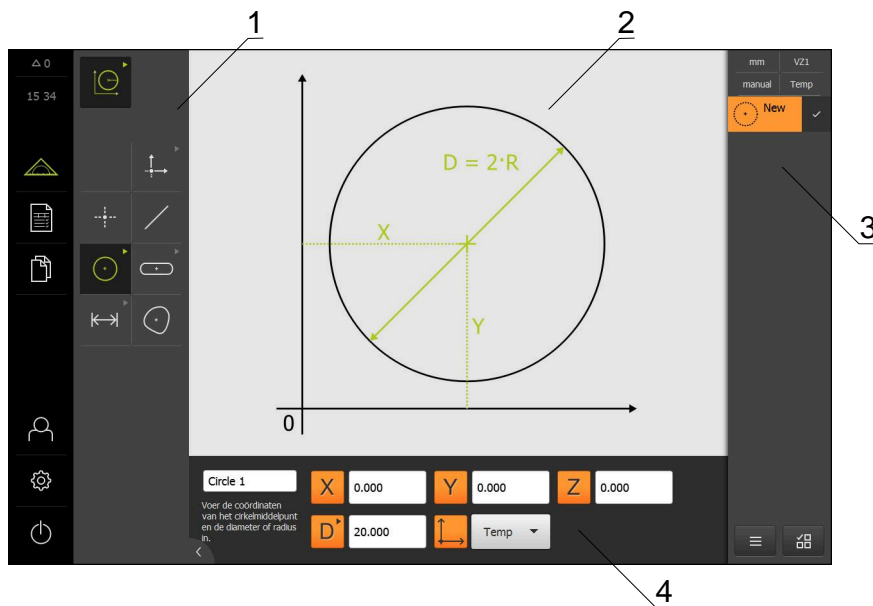 1
2
△ 0
15 34
mm
VZ1
manual
Temp
New
3
D = 2·R
X
Y
0
Circle 1
Voer de coördinaten
van het cirkelmiddelpunt
en de diameter of radius
in.
X
0.000
Y
0.000
Z
0.000
D
20.000
Temp
4